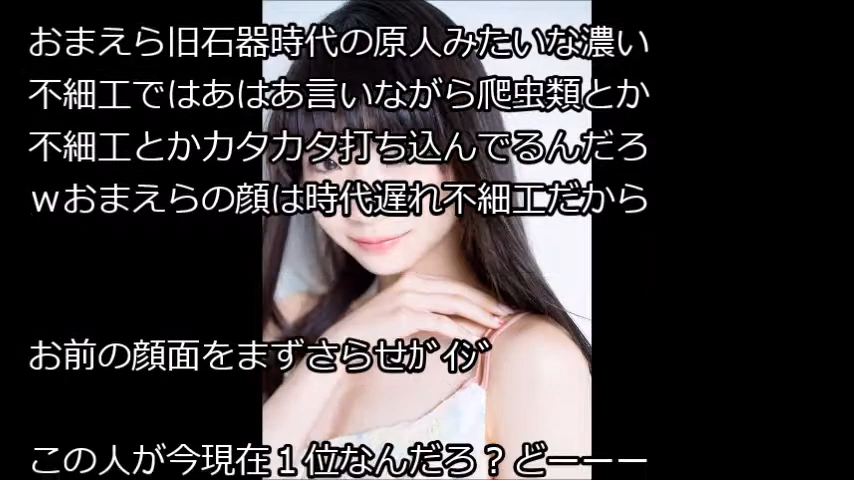 おまえら旧石器時代の原人みたいな濃い
不細工ではあはあ言いながら爬虫類とか
不細工とかカタカタ打ち込んでるんだろ
ｗおまえらの顔は時代遅れ不細工だから
お前の顔面をまずさらせｶﾞｲｼﾞ
この人が今現在１位なんだろ？どーーー